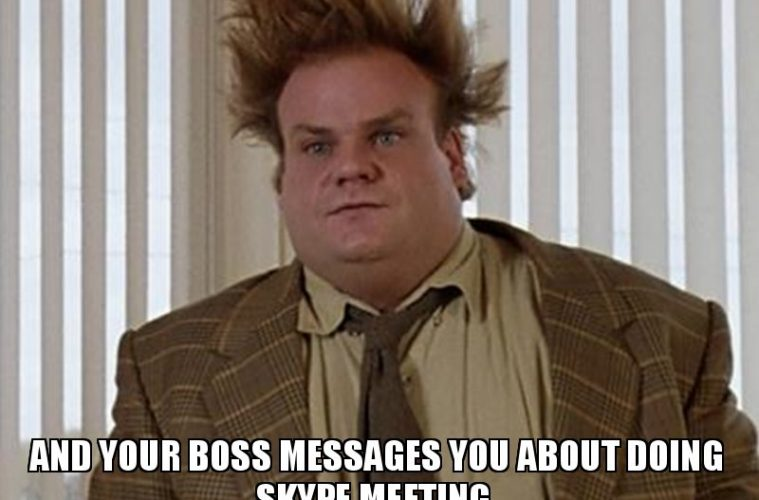 AND YOUR BOSS MESSAGES YOU ABOUT DOING
SKYPE MEETING